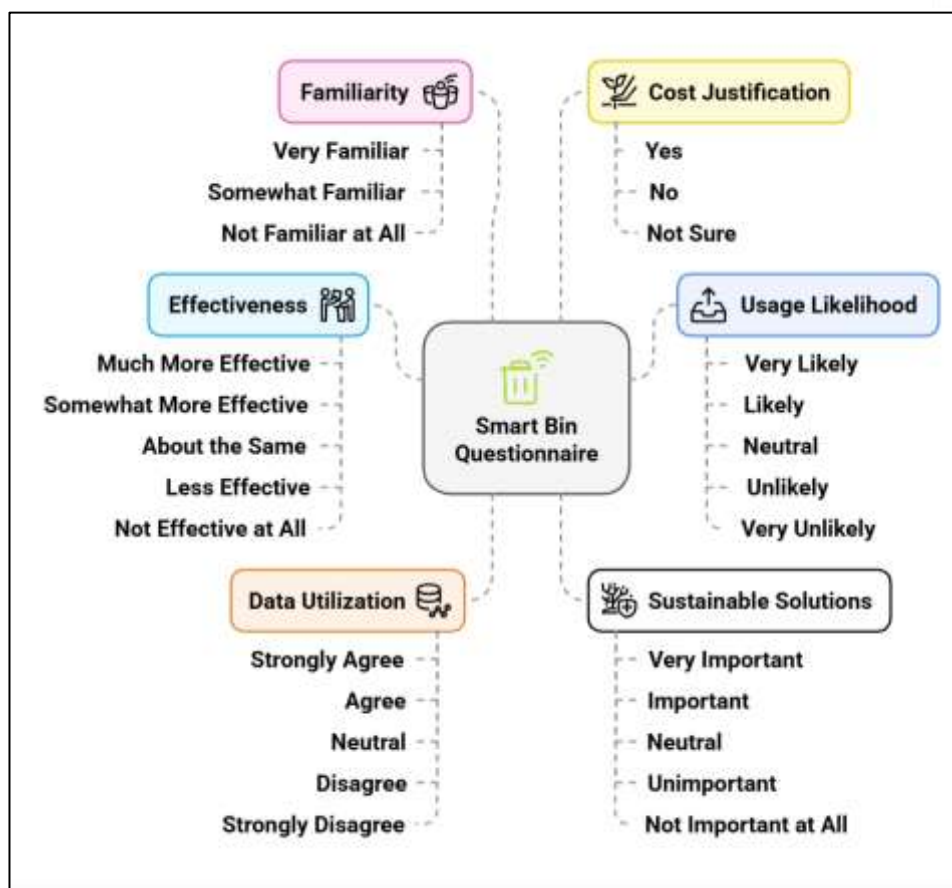 Familiarity
Very Familiar
Somewhat Familiar
Not Familiar at All
Cost Justification
Yes
No
Not Sure
Effectiveness
Much More Effective
Somewhat More Effective
About the Same
Less Effective
Not Effective at All
Smart Bin
Questionnaire
Usage Likelihood
Very Likely
Likely
Neutral
Unlikely
Very Unlikely
Data Utilization
Strongly Agree
Agree
Neutral
Disagree
Strongly Disagree
Sustainable Solutions
Very Important
Important
Neutral
Unimportant
Not Important at All